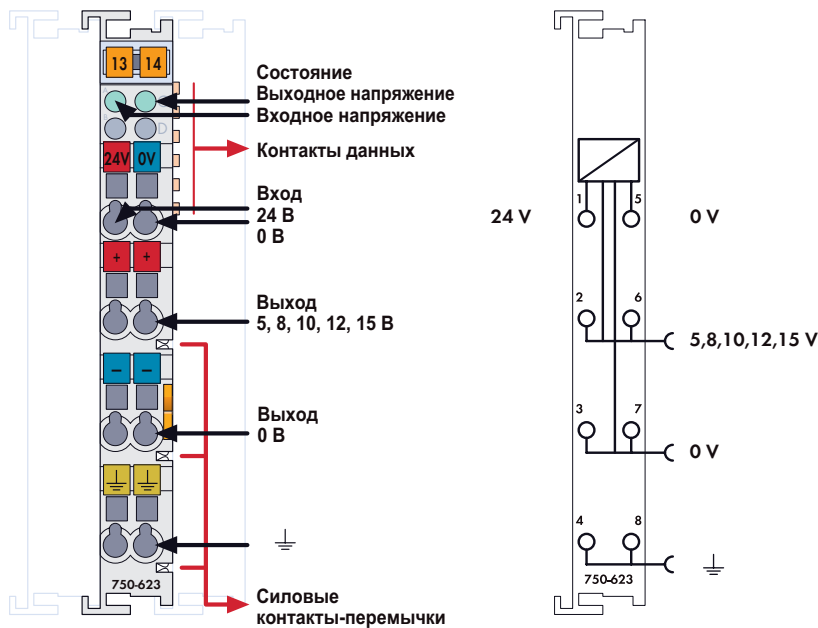 13 14
Состояние
Выходное напряжение
Входное напряжение
A
B D
24V 0V
Контакты данных
Вход
24 В
0 В
+ +
Выход
5, 8, 10, 12, 15 В
– –
Выход
0 В
750-623
Силовые
контакты-перемычки
1 5
24 V 0 V
2 6
5,8,10,12,15 V
3 7
0 V
4 8
750-623